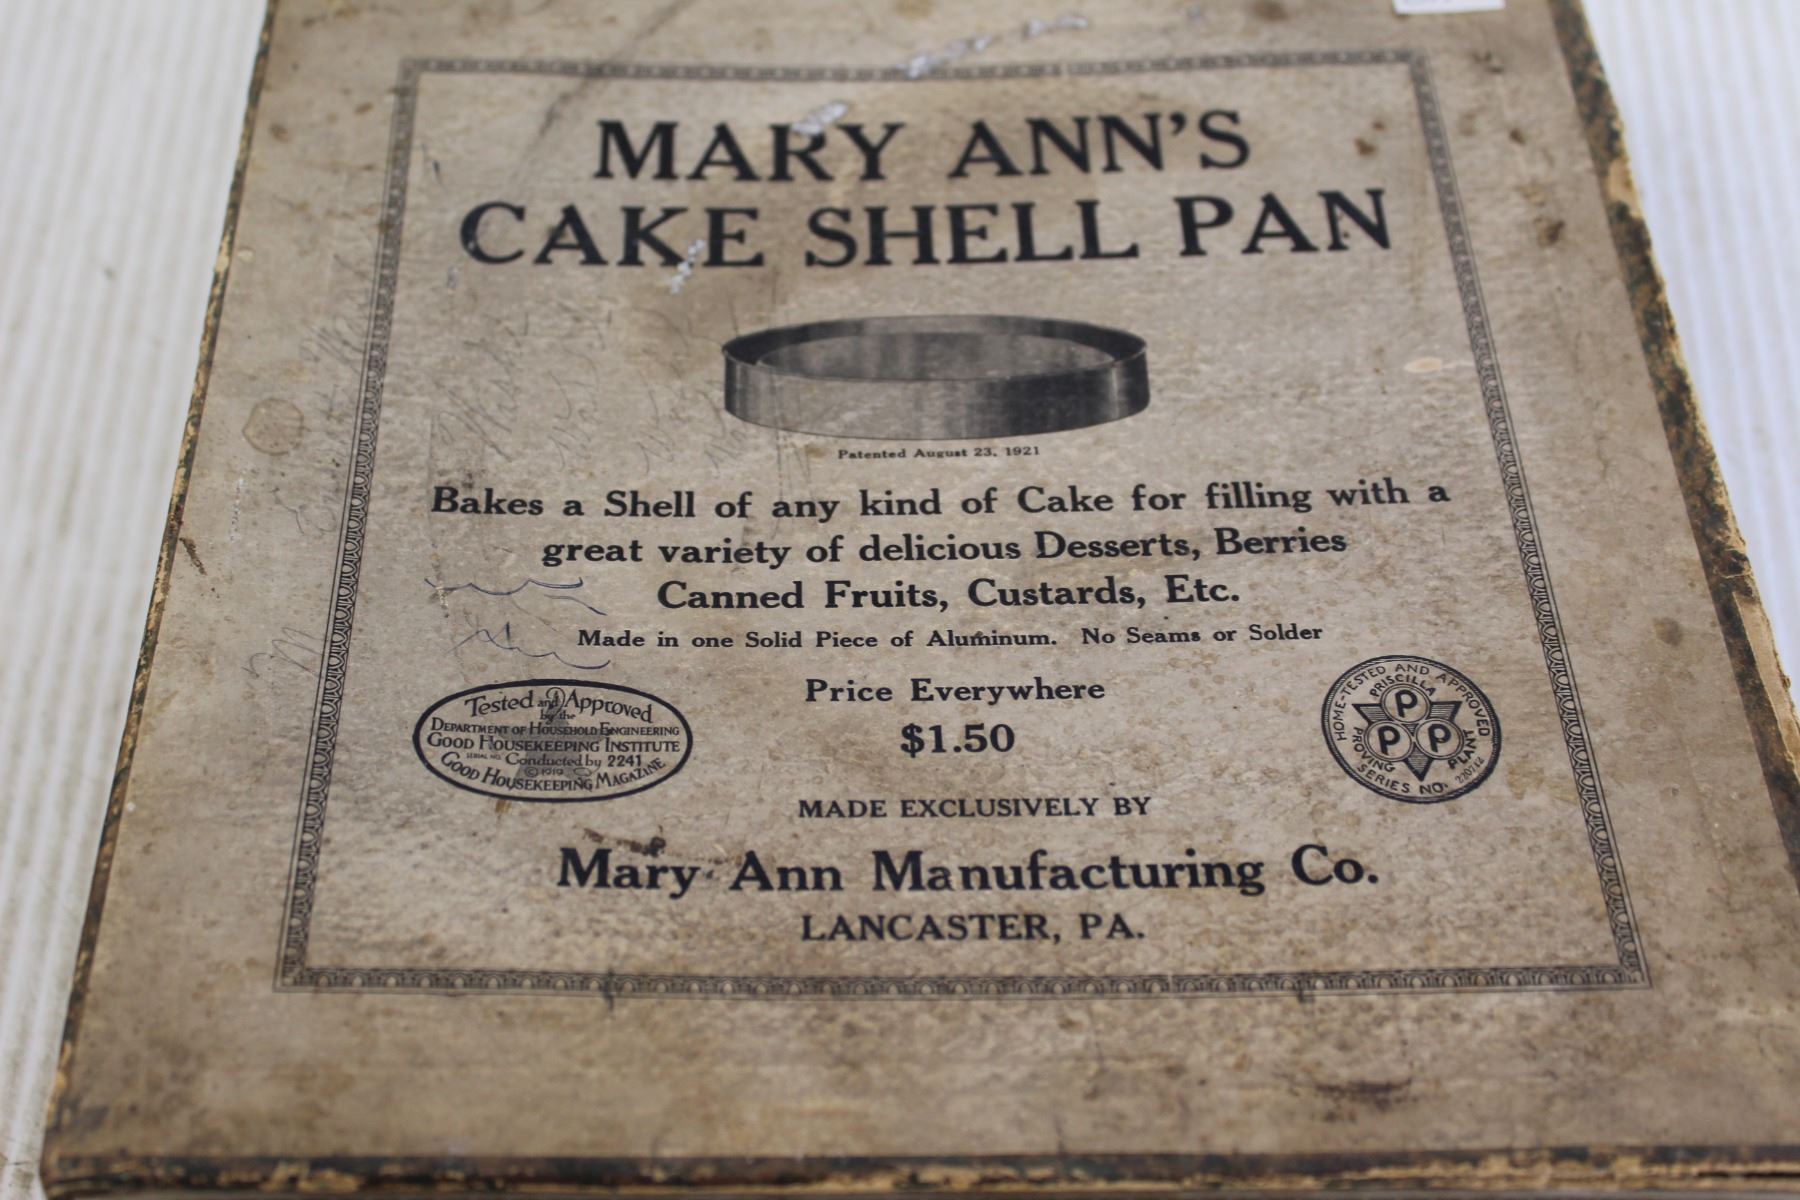 MARY ANN'S
CAKE SHELL PAN
Patented August 23, 1921
Bakes a Shell of any kind of Cake for filling with a
great variety of delicious Desserts, Berries
Canned Fruits, Custards, Etc.
Made in one Solid Piece of Aluminum. No Seams or Solder
Tested and Approved
by the
DEPARTMENT OF HOUSEHOLD ENGINEERING
GOOD HOUSEKEEPING INSTITUTE
SERIAL NO. Conducted by 2241
©1919
GOOD HOUSEKEEPING MAGAZINE
Price Everywhere
$1.50
HOME-TESTED AND APPROVED
PRISCILLA
P
P P
PROVING PLANT
SERIES NO.
MADE EXCLUSIVELY BY
Mary Ann Manufacturing Co.
LANCASTER, PA.